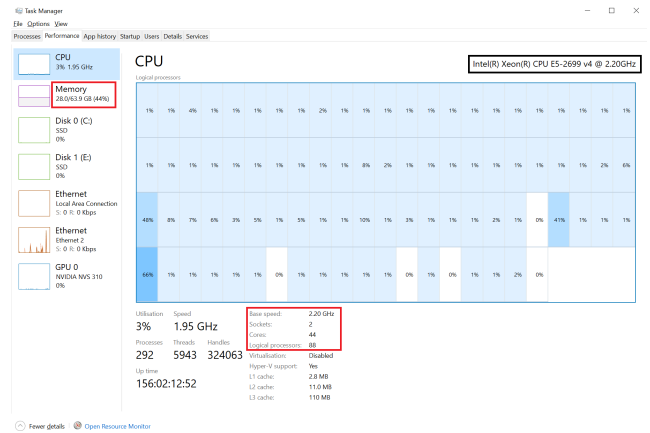 Task Manager
File Options View
Processes Performance App history Startup Users Details Services
CPU
3% 1.95 GHz
Memory
28.0/63.9 GB (44%)
Disk 0 (C:)
SSD
0%
Disk 1 (E:)
SSD
0%
Ethernet
Local Area Connection
S: 0 R: 0 Kbps
Ethernet
Ethernet 2
S: 0 R: 0 Kbps
GPU 0
NVIDIA NVS 310
0%
CPU
Intel(R) Xeon(R) CPU E5-2699 v4 @ 2.20GHz
Logical processors
1% 1% 4% 1% 1% 1% 1% 1% 2% 1% 1% 1% 1% 1% 1% 1% 1% 1% 1% 1% 1% 1% 1%
1% 1% 1% 1% 1% 1% 1% 1% 1% 1% 8% 2% 1% 1% 1% 1% 1% 1% 1% 1% 1% 2% 6%
48% 8% 7% 6% 3% 5% 1% 5% 1% 1% 10% 1% 3% 1% 1% 1% 2% 1% 0% 41% 1% 1% 1%
66% 1% 1% 1% 1% 1% 0% 1% 1% 1% 1% 1% 0% 1% 0% 1% 1% 2% 0%
Utilisation Speed
3% 1.95 GHz
Processes Threads Handles
292 5943 324063
Up time
156:02:12:52
Base speed: 2.20 GHz
Sockets: 2
Cores: 44
Logical processors: 88
Virtualisation: Disabled
Hyper-V support: Yes
L1 cache: 2.8 MB
L2 cache: 11.0 MB
L3 cache: 110 MB
Fewer details Open Resource Monitor